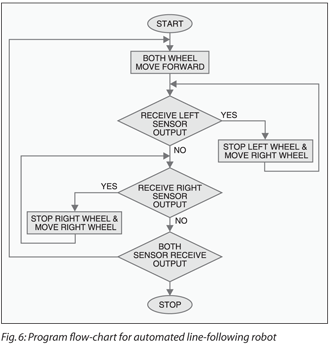 START
BOTH WHEEL
MOVE FORWARD
RECEIVE LEFT
SENSOR
OUTPUT
YES
STOP LEFT WHEEL &
MOVE RIGHT WHEEL
NO
RECEIVE RIGHT
SENSOR
OUTPUT
YES
STOP RIGHT WHEEL &
MOVE RIGHT WHEEL
NO
BOTH
SENSOR RECEIVE
OUTPUT
STOP
Fig. 6: Program flow-chart for automated line-following robot